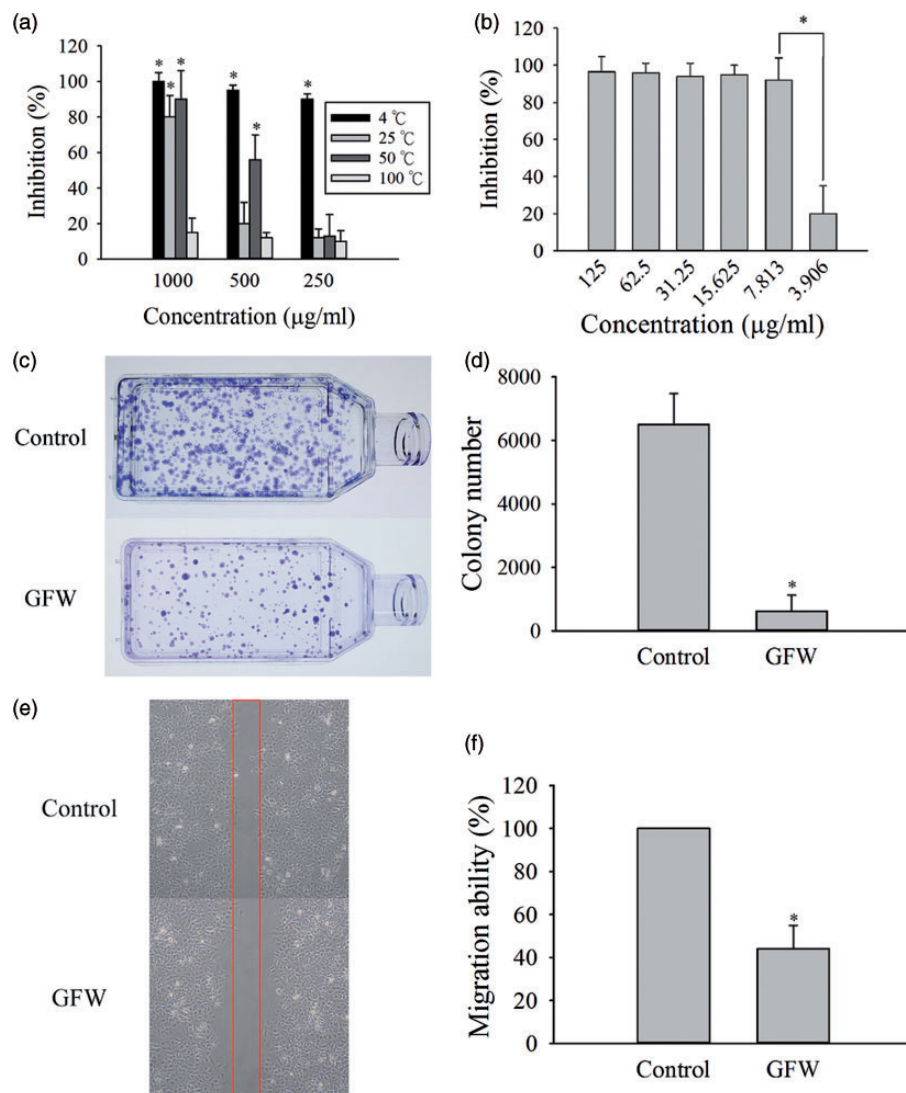 (a)
120
100
80
60
40
20
0
Inhibition (%)
* * *
*
*
*
4 ℃
25 ℃
50 ℃
100 ℃
1000 500 250
Concentration (μg/ml)
(b)
120
100
80
60
40
20
0
Inhibition (%)
*
125 62.5 31.25 15.625 7.813 3.906
Concentration (μg/ml)
(c)
Control
GFW
(d)
8000
6000
4000
2000
0
Colony number
*
Control GFW
(e)
Control
GFW
(f)
120
100
80
60
40
20
0
Migration ability (%)
*
Control GFW